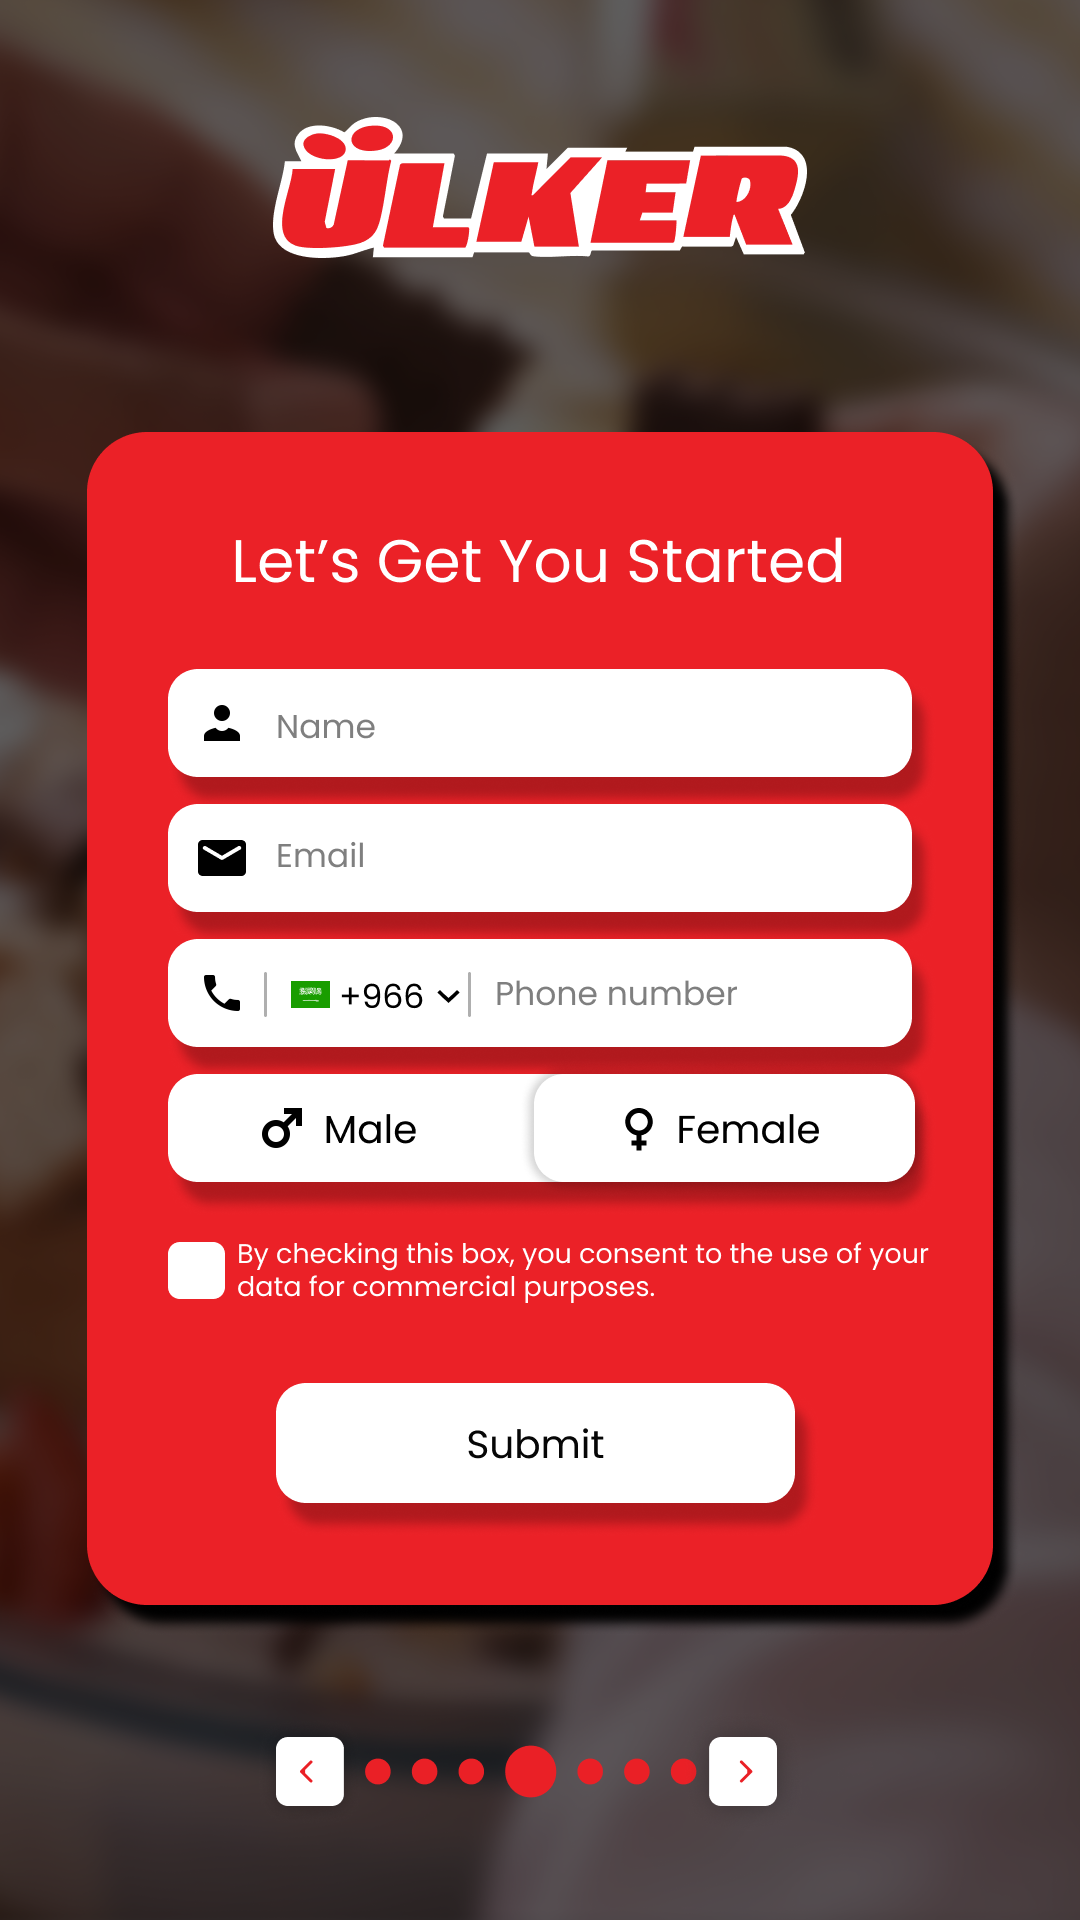 ÜLKER
Let’s Get You Started
Name
Email
+966 Phone number
Male Female
By checking this box, you consent to the use of your
data for commercial purposes.
Submit